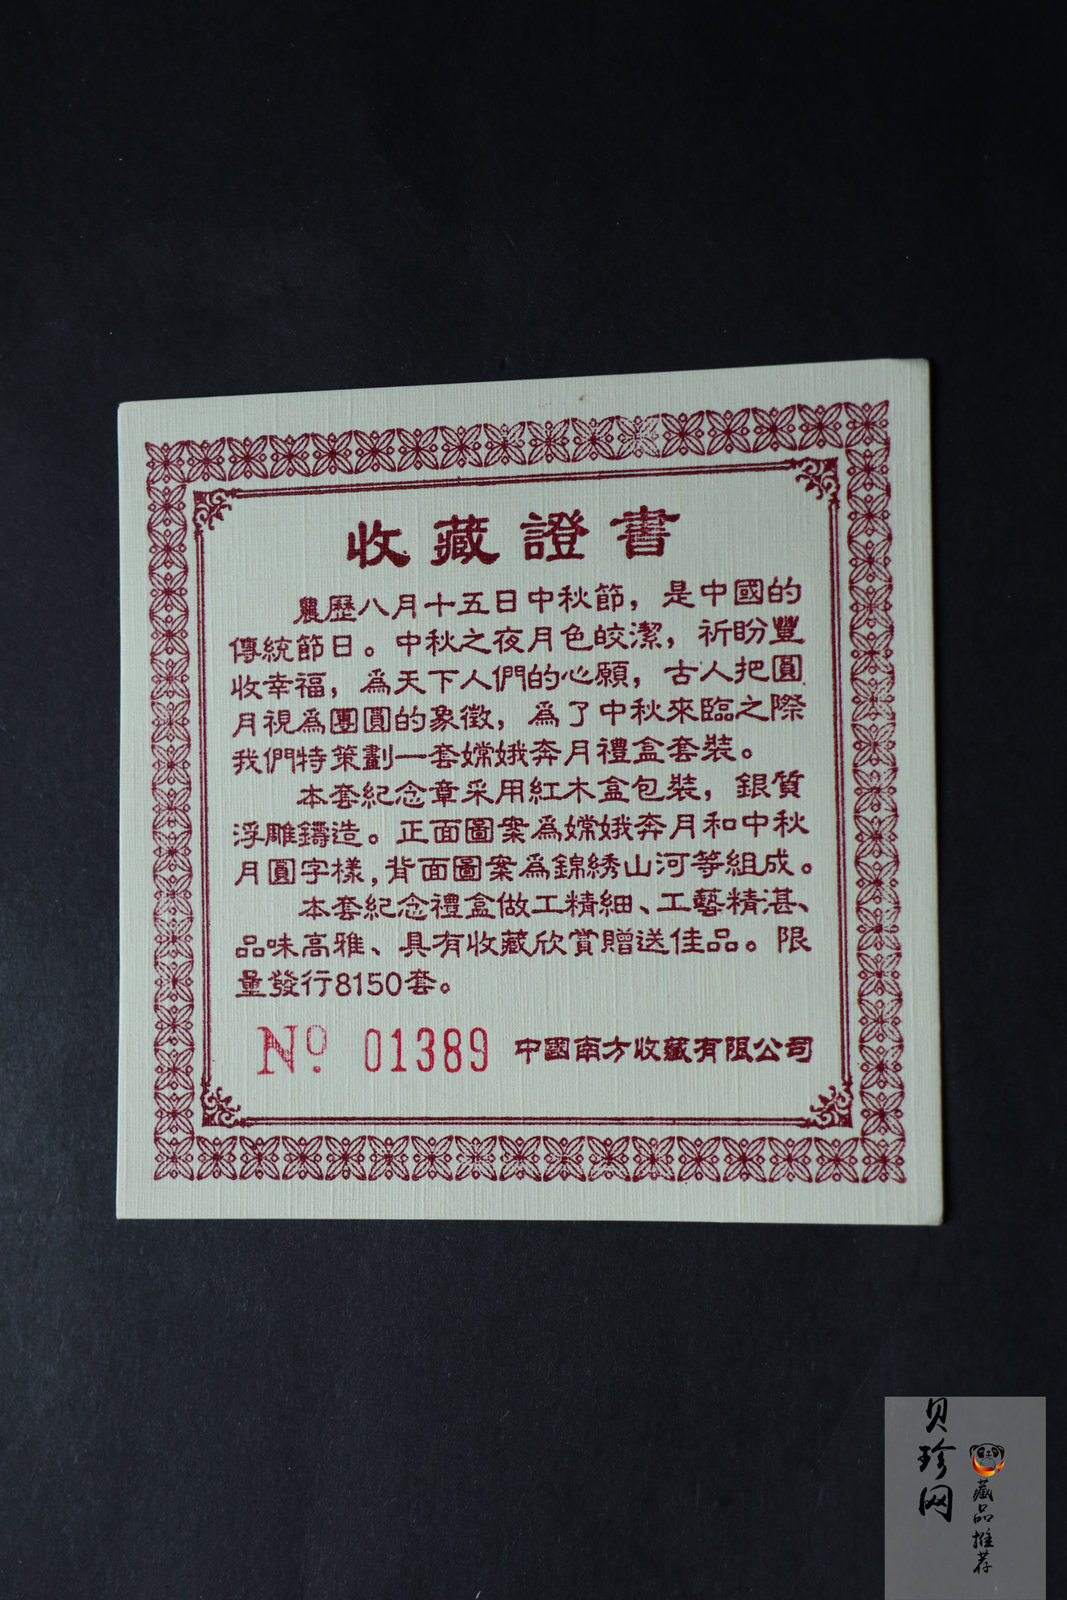 收藏證書
農歷八月十五日中秋節，是中國的
傳統節日。中秋之夜月色皎潔，祈盼豐
收幸福，爲天下人們的心願，古人把圓
月視爲團圓的象徵，爲了中秋來臨之際
我們特策劃一套嫦娥奔月禮盒套裝。
本套紀念章采用紅木盒包裝，銀質
浮雕鑄造。正面圖案爲嫦娥奔月和中秋
月圓字樣，背面圖案爲錦綉山河等組成。
本套紀念禮盒做工精細、工藝精湛、
品味高雅、具有收藏欣賞贈送佳品。限
量發行8150套。
Nº. 01389 中國南方收藏有限公司
贝珍网
藏品推荐